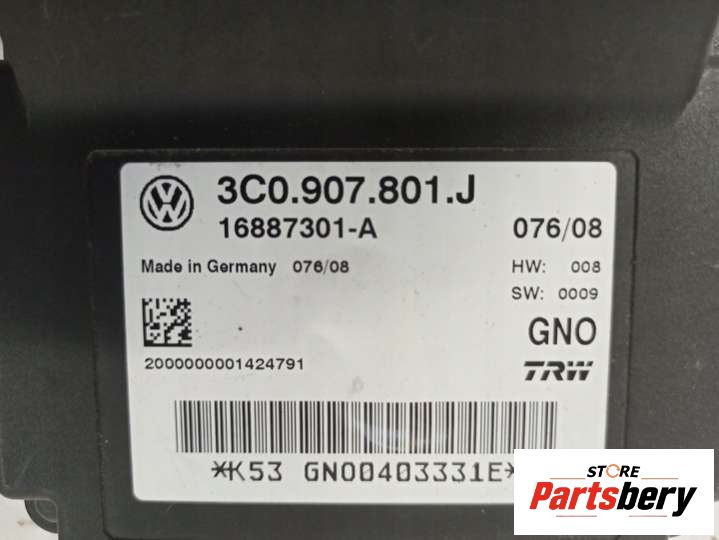 3C0.907.801.J
16887301-A 076/08
Made in Germany 076/08 HW: 008
SW: 0009
GNO
2000000001424791 TRW
*K53 GNO0403331E*
STORE
Partsbery